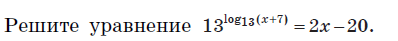 Решите уравнение 13^{log_{13}(x+7)} = 2x − 20.